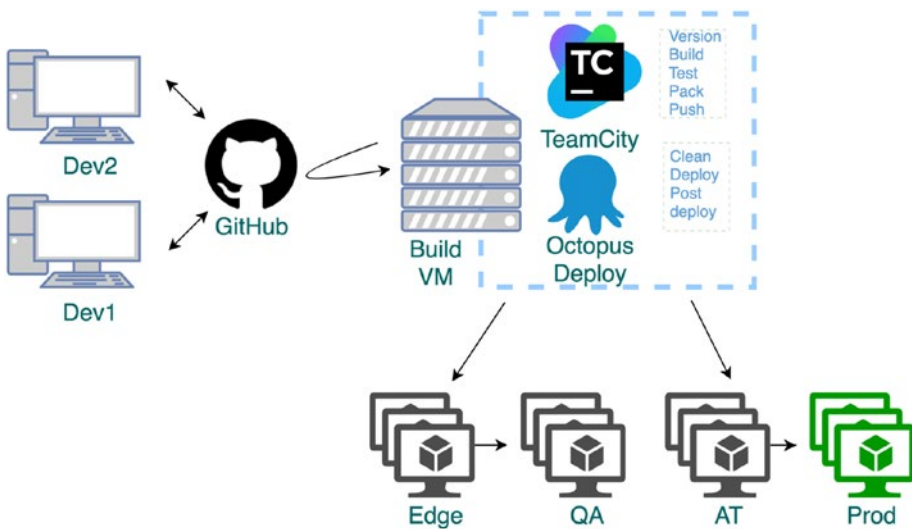 Dev2
Dev1
GitHub
Build
VM
TC
TeamCity
Version
Build
Test
Pack
Push
Octopus
Deploy
Clean
Deploy
Post
deploy
Edge
QA
AT
Prod